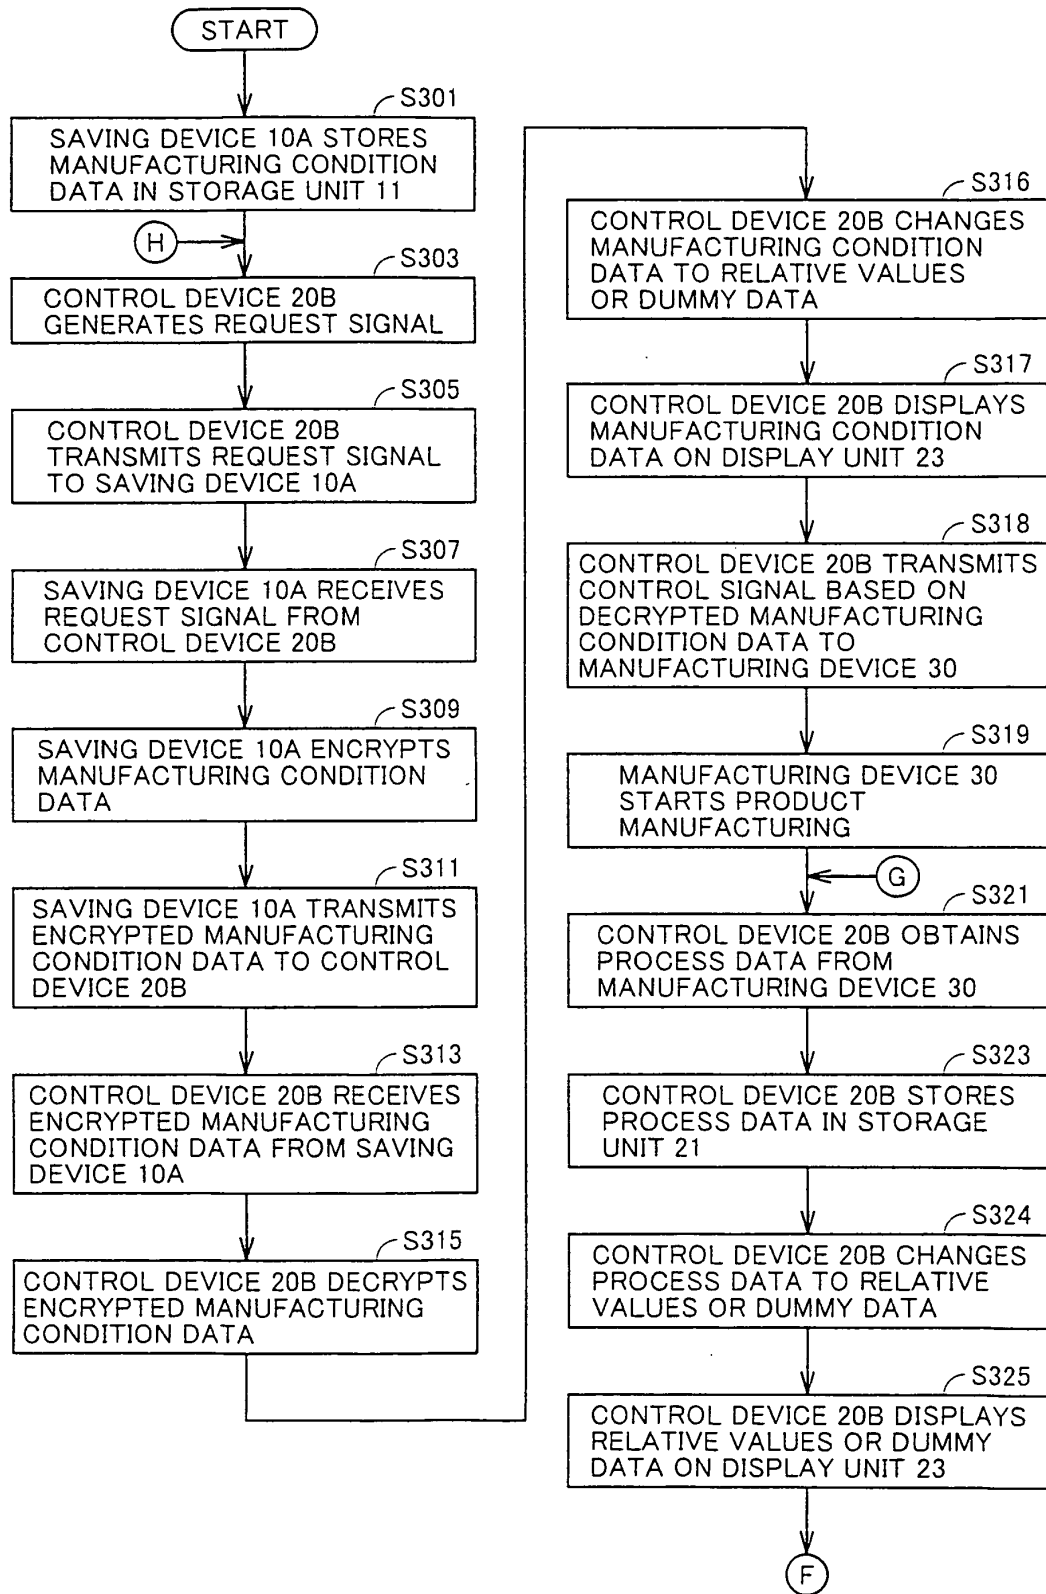 START
S301
SAVING DEVICE 10A STORES
MANUFACTURING CONDITION
DATA IN STORAGE UNIT 11
H
S303
CONTROL DEVICE 20B
GENERATES REQUEST SIGNAL
S305
CONTROL DEVICE 20B
TRANSMITS REQUEST SIGNAL
TO SAVING DEVICE 10A
S307
SAVING DEVICE 10A RECEIVES
REQUEST SIGNAL FROM
CONTROL DEVICE 20B
S309
SAVING DEVICE 10A ENCRYPTS
MANUFACTURING CONDITION
DATA
S311
SAVING DEVICE 10A TRANSMITS
ENCRYPTED MANUFACTURING
CONDITION DATA TO CONTROL
DEVICE 20B
S313
CONTROL DEVICE 20B RECEIVES
ENCRYPTED MANUFACTURING
CONDITION DATA FROM SAVING
DEVICE 10A
S315
CONTROL DEVICE 20B DECRYPTS
ENCRYPTED MANUFACTURING
CONDITION DATA
S316
CONTROL DEVICE 20B CHANGES
MANUFACTURING CONDITION
DATA TO RELATIVE VALUES
OR DUMMY DATA
S317
CONTROL DEVICE 20B DISPLAYS
MANUFACTURING CONDITION
DATA ON DISPLAY UNIT 23
S318
CONTROL DEVICE 20B TRANSMITS
CONTROL SIGNAL BASED ON
DECRYPTED MANUFACTURING
CONDITION DATA TO
MANUFACTURING DEVICE 30
S319
MANUFACTURING DEVICE 30
STARTS PRODUCT
MANUFACTURING
G
S321
CONTROL DEVICE 20B OBTAINS
PROCESS DATA FROM
MANUFACTURING DEVICE 30
S323
CONTROL DEVICE 20B STORES
PROCESS DATA IN STORAGE
UNIT 21
S324
CONTROL DEVICE 20B CHANGES
PROCESS DATA TO RELATIVE
VALUES OR DUMMY DATA
S325
CONTROL DEVICE 20B DISPLAYS
RELATIVE VALUES OR DUMMY
DATA ON DISPLAY UNIT 23
F